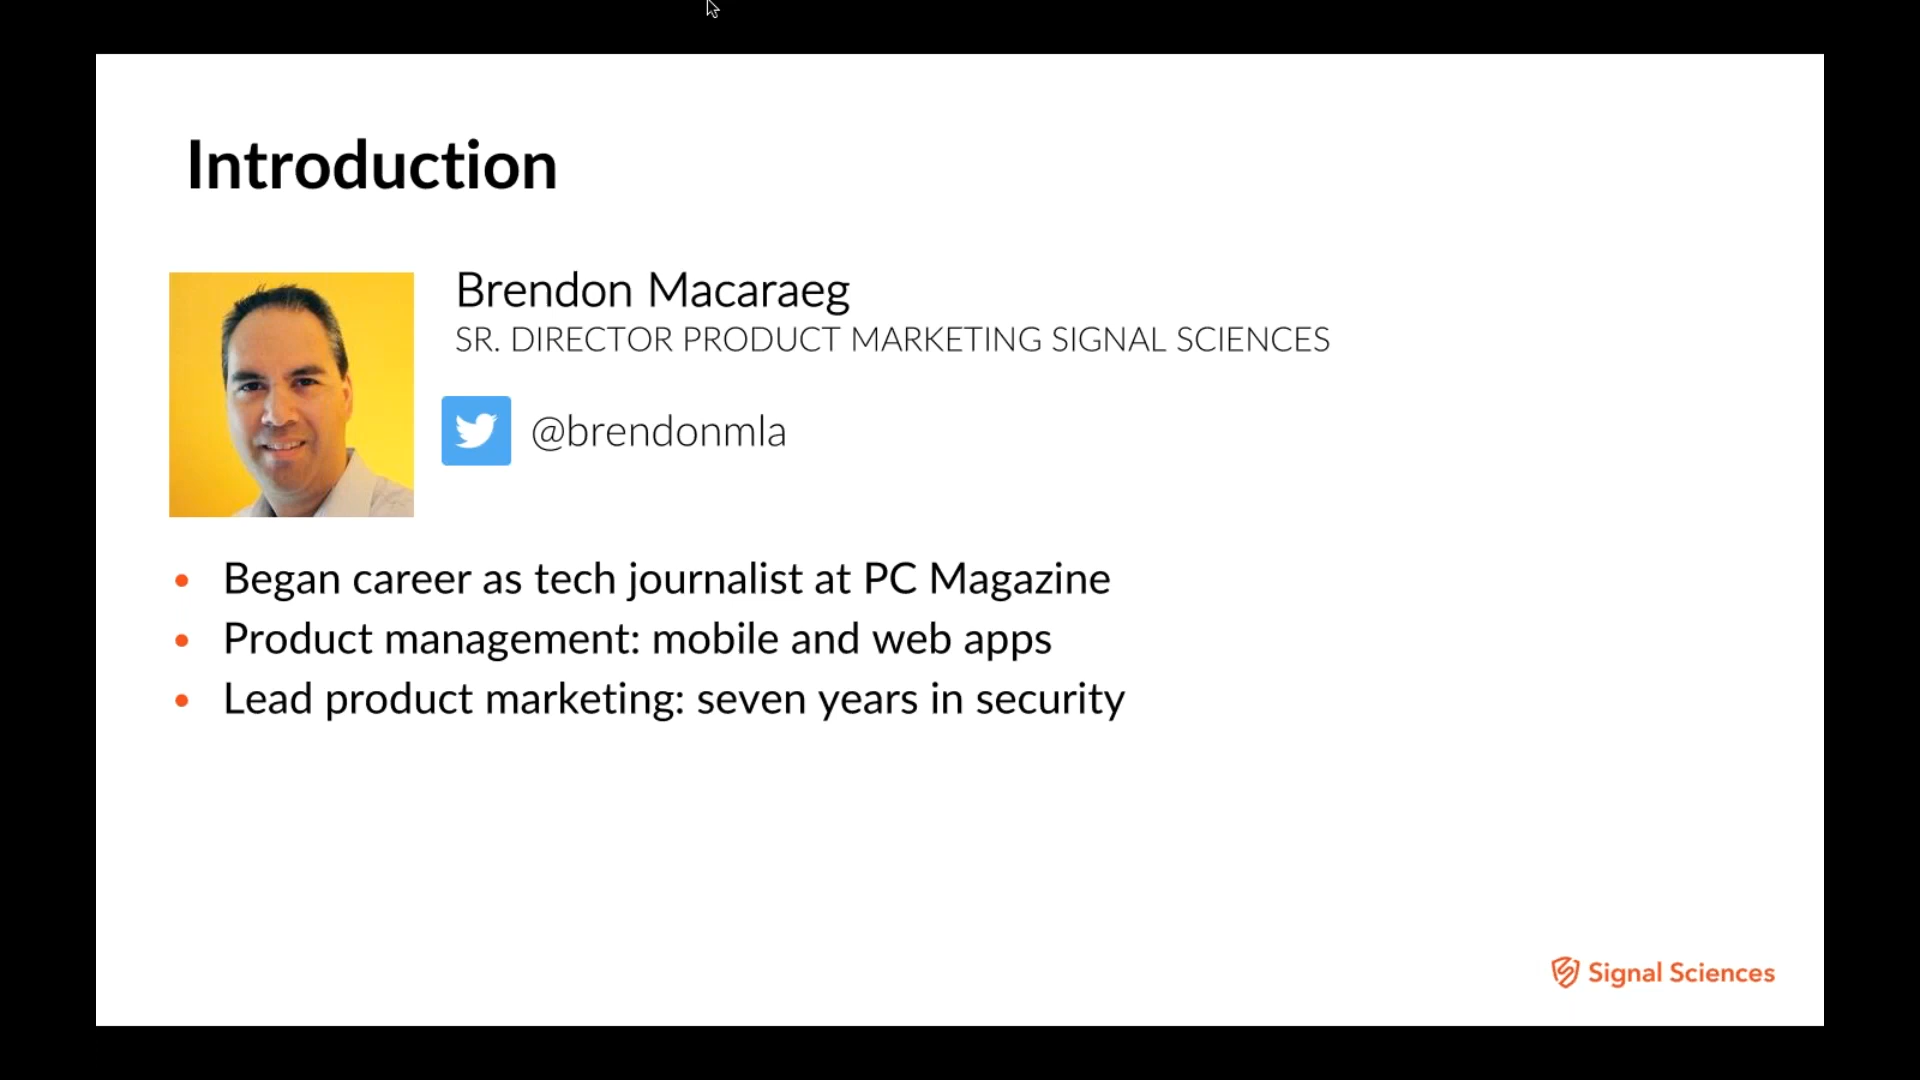 Introduction
Brendon Macaraeg
SR. DIRECTOR PRODUCT MARKETING SIGNAL SCIENCES
@brendonmla
• Began career as tech journalist at PC Magazine
• Product management: mobile and web apps
• Lead product marketing: seven years in security
Signal Sciences